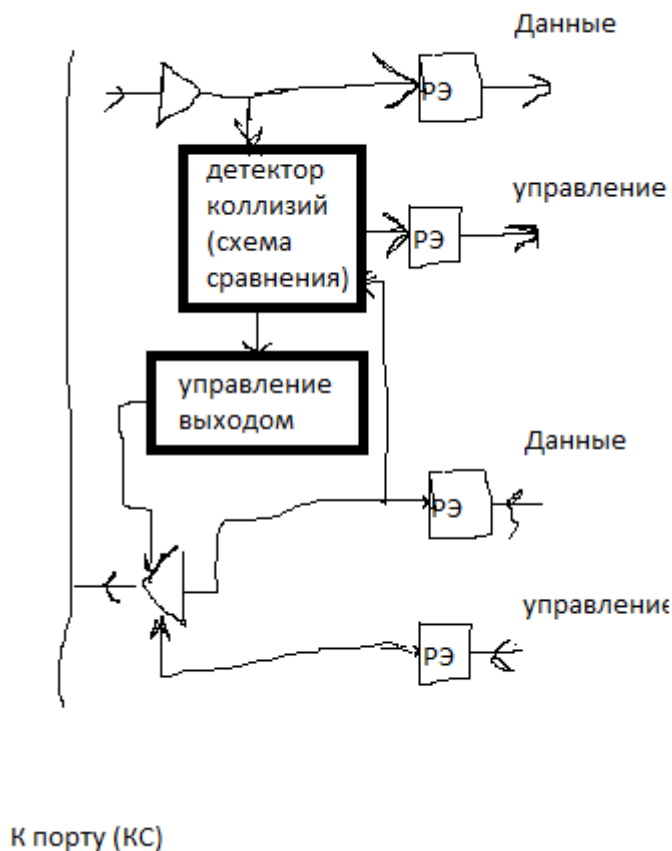 Данные
РЭ
управление
детектор
коллизий
(схема
сравнения)
РЭ
управление
выходом
Данные
РЭ
управление
РЭ
К порту (КС)